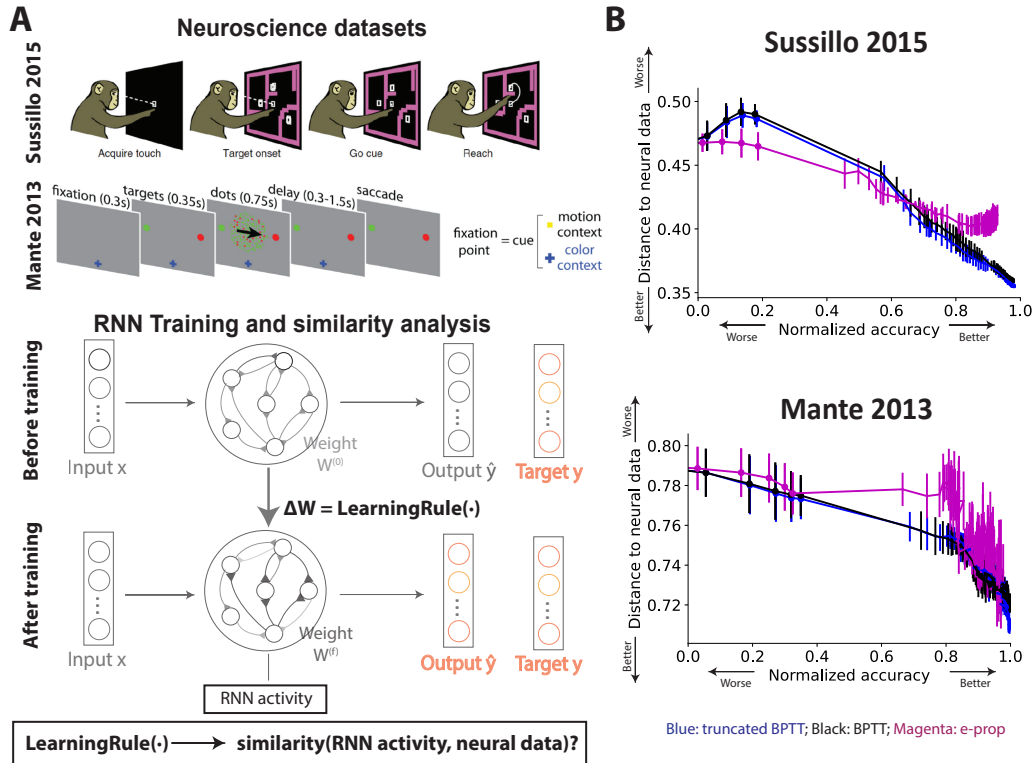 A
Neuroscience datasets
Sussillo 2015
Acquire touch
Target onset
Go cue
Reach
Mante 2013
fixation (0.3s)
targets (0.35s)
dots (0.75s)
delay (0.3-1.5s)
saccade
fixation
point
= cue
motion
context
color
context
RNN Training and similarity analysis
Before training
Input x
Weight
W(0)
Output ŷ
Target y
ΔW = LearningRule(·)
After training
Input x
Weight
W(f)
Output ŷ
Target y
RNN activity
LearningRule(·) → similarity(RNN activity, neural data)?
B
Sussillo 2015
Worse
Distance to neural data
Better
0.50
0.45
0.40
0.35
0.0 0.2 0.4 0.6 0.8 1.0
Worse
Normalized accuracy
Better
Mante 2013
Worse
Distance to neural data
Better
0.80
0.78
0.76
0.74
0.72
0.0 0.2 0.4 0.6 0.8 1.0
Worse
Normalized accuracy
Better
Blue: truncated BPTT; Black: BPTT; Magenta: e-prop